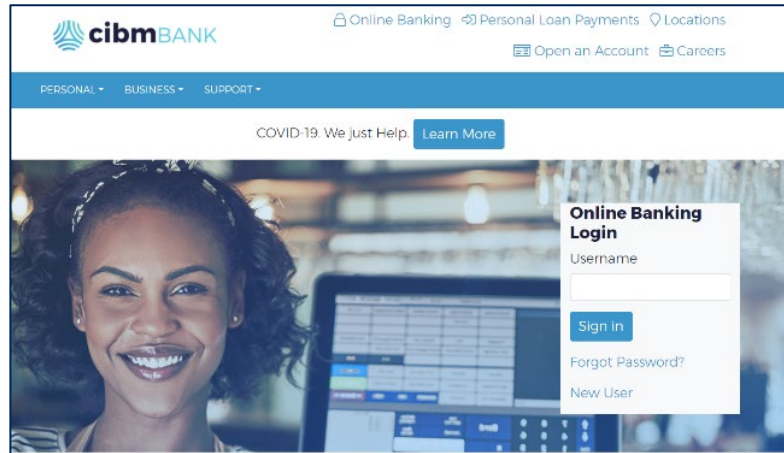 cibmBANK
Online Banking Personal Loan Payments Locations
Open an Account Careers
PERSONAL BUSINESS SUPPORT
COVID-19. We just Help. Learn More
Online Banking
Login
Username
Sign in
Forgot Password?
New User